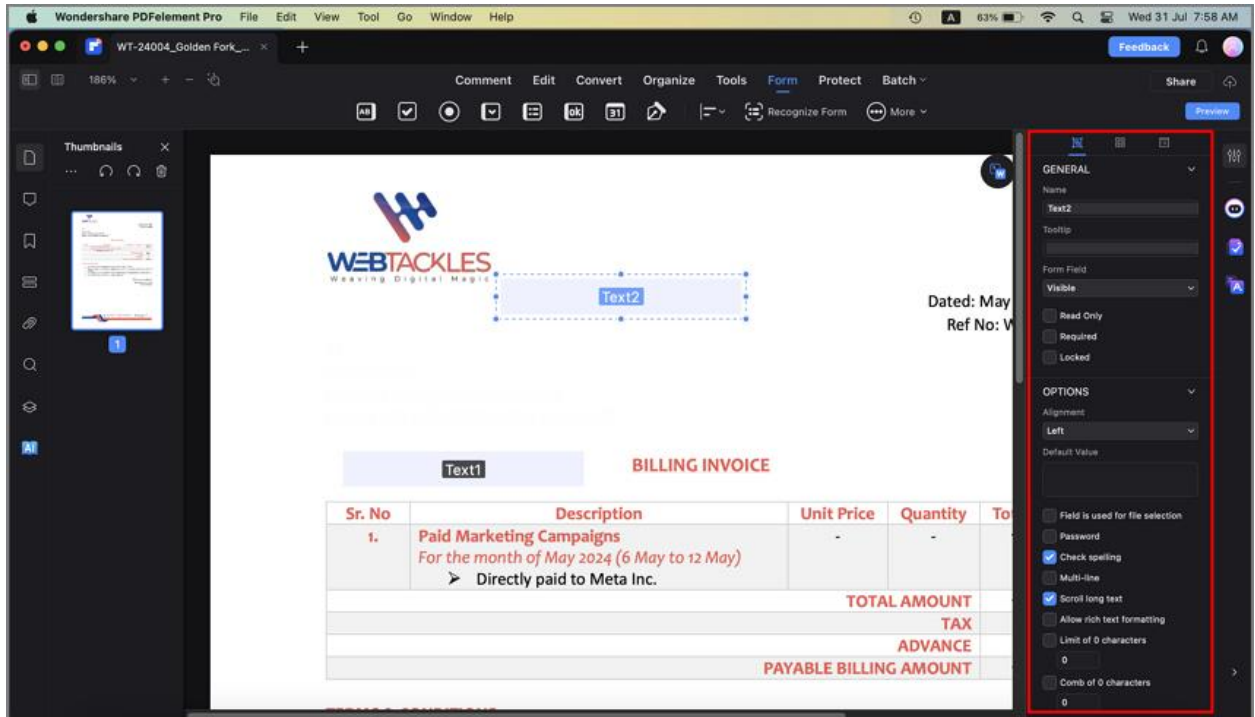 Wondershare PDFelement Pro File Edit View Tool Go Window Help A 63% Wed 31 Jul 7:58 AM
WT-24004_Golden Fork_... × + Feedback
186% + − Comment Edit Convert Organize Tools Form Protect Batch Share
AB ok 31 Recognize Form More Preview
Thumbnails ×
...
1
AI
W
WEBTACKLES
Weaving Digital Magic
Text2
Dated: May
Ref No: W
Text1
BILLING INVOICE
Sr. No Description Unit Price Quantity To
1. Paid Marketing Campaigns - -
For the month of May 2024 (6 May to 12 May)
➤ Directly paid to Meta Inc.
TOTAL AMOUNT
TAX
ADVANCE
PAYABLE BILLING AMOUNT
GENERAL
Name
Text2
Tooltip
Form Field
Visible
Read Only
Required
Locked
OPTIONS
Alignment
Left
Default Value
Field is used for file selection
Password
Check spelling
Multi-line
Scroll long text
Allow rich text formatting
Limit of 0 characters
0
Comb of 0 characters
0
A